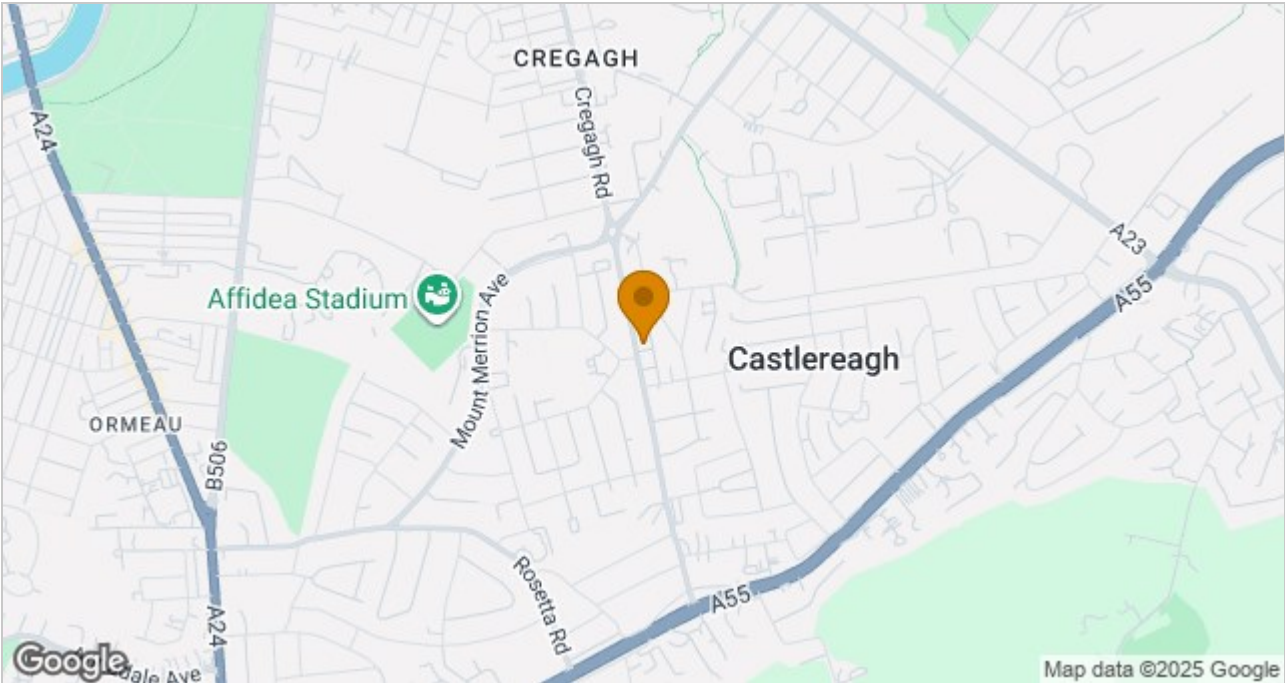 CREGAGH
Cregagh Rd
A24
A23
A55
Affidea Stadium
Mount Merrion Ave
Castlereagh
ORMEAU
B506
Rosetta Rd
A55
A24
Google
Map data ©2025 Google